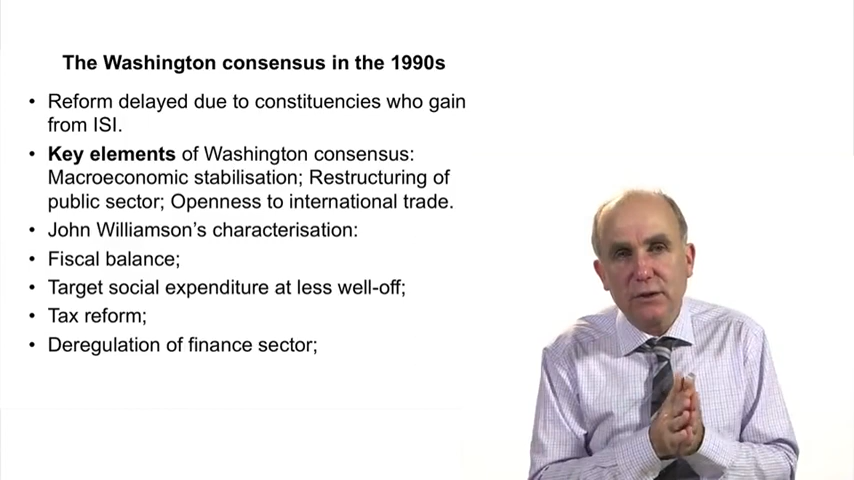 The Washington consensus in the 1990s
• Reform delayed due to constituencies who gain
from ISI.
• Key elements of Washington consensus:
Macroeconomic stabilisation; Restructuring of
public sector; Openness to international trade.
• John Williamson's characterisation:
• Fiscal balance;
• Target social expenditure at less well-off;
• Tax reform;
• Deregulation of finance sector;